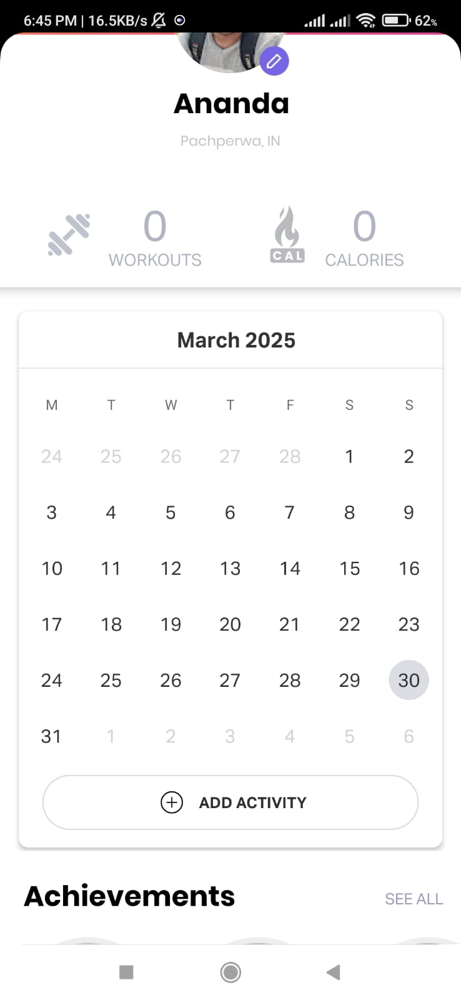 6:45 PM | 16.5KB/s 62%
Ananda
Pachperwa, IN
0 0
WORKOUTS CAL CALORIES
March 2025
M T W T F S S
24 25 26 27 28 1 2
3 4 5 6 7 8 9
10 11 12 13 14 15 16
17 18 19 20 21 22 23
24 25 26 27 28 29 30
31 1 2 3 4 5 6
ADD ACTIVITY
Achievements SEE ALL